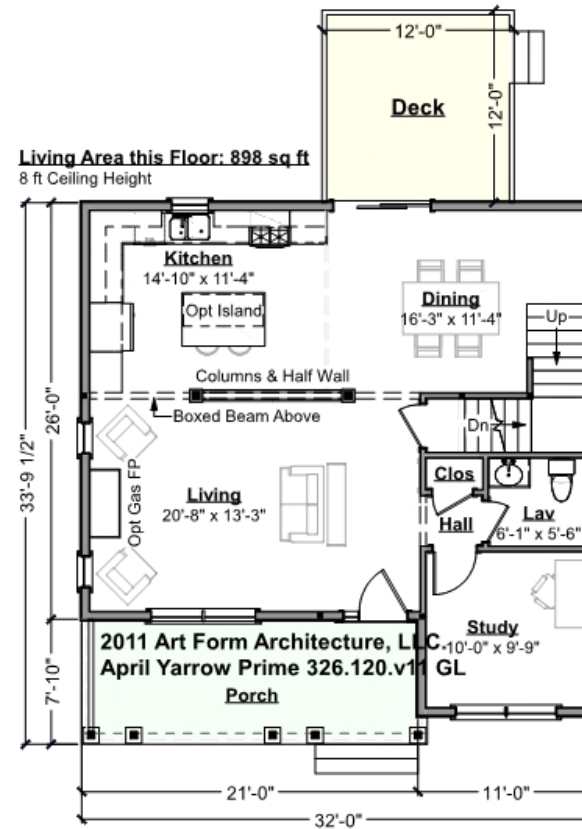 12'-0"
12'-0"
Deck
Living Area this Floor: 898 sq ft
8 ft Ceiling Height
Kitchen
14'-10" x 11'-4"
Opt Island
Dining
16'-3" x 11'-4"
Up
Columns & Half Wall
Boxed Beam Above
Dn
26'-0"
33'-9 1/2"
Opt Gas FP
Living
20'-8" x 13'-3"
Clos
Hall
Lav
6'-1" x 5'-6"
Study
10'-0" x 9'-9"
2011 Art Form Architecture, LLC.
April Yarrow Prime 326.120.v11 GL
Porch
7'-10"
21'-0"
11'-0"
32'-0"